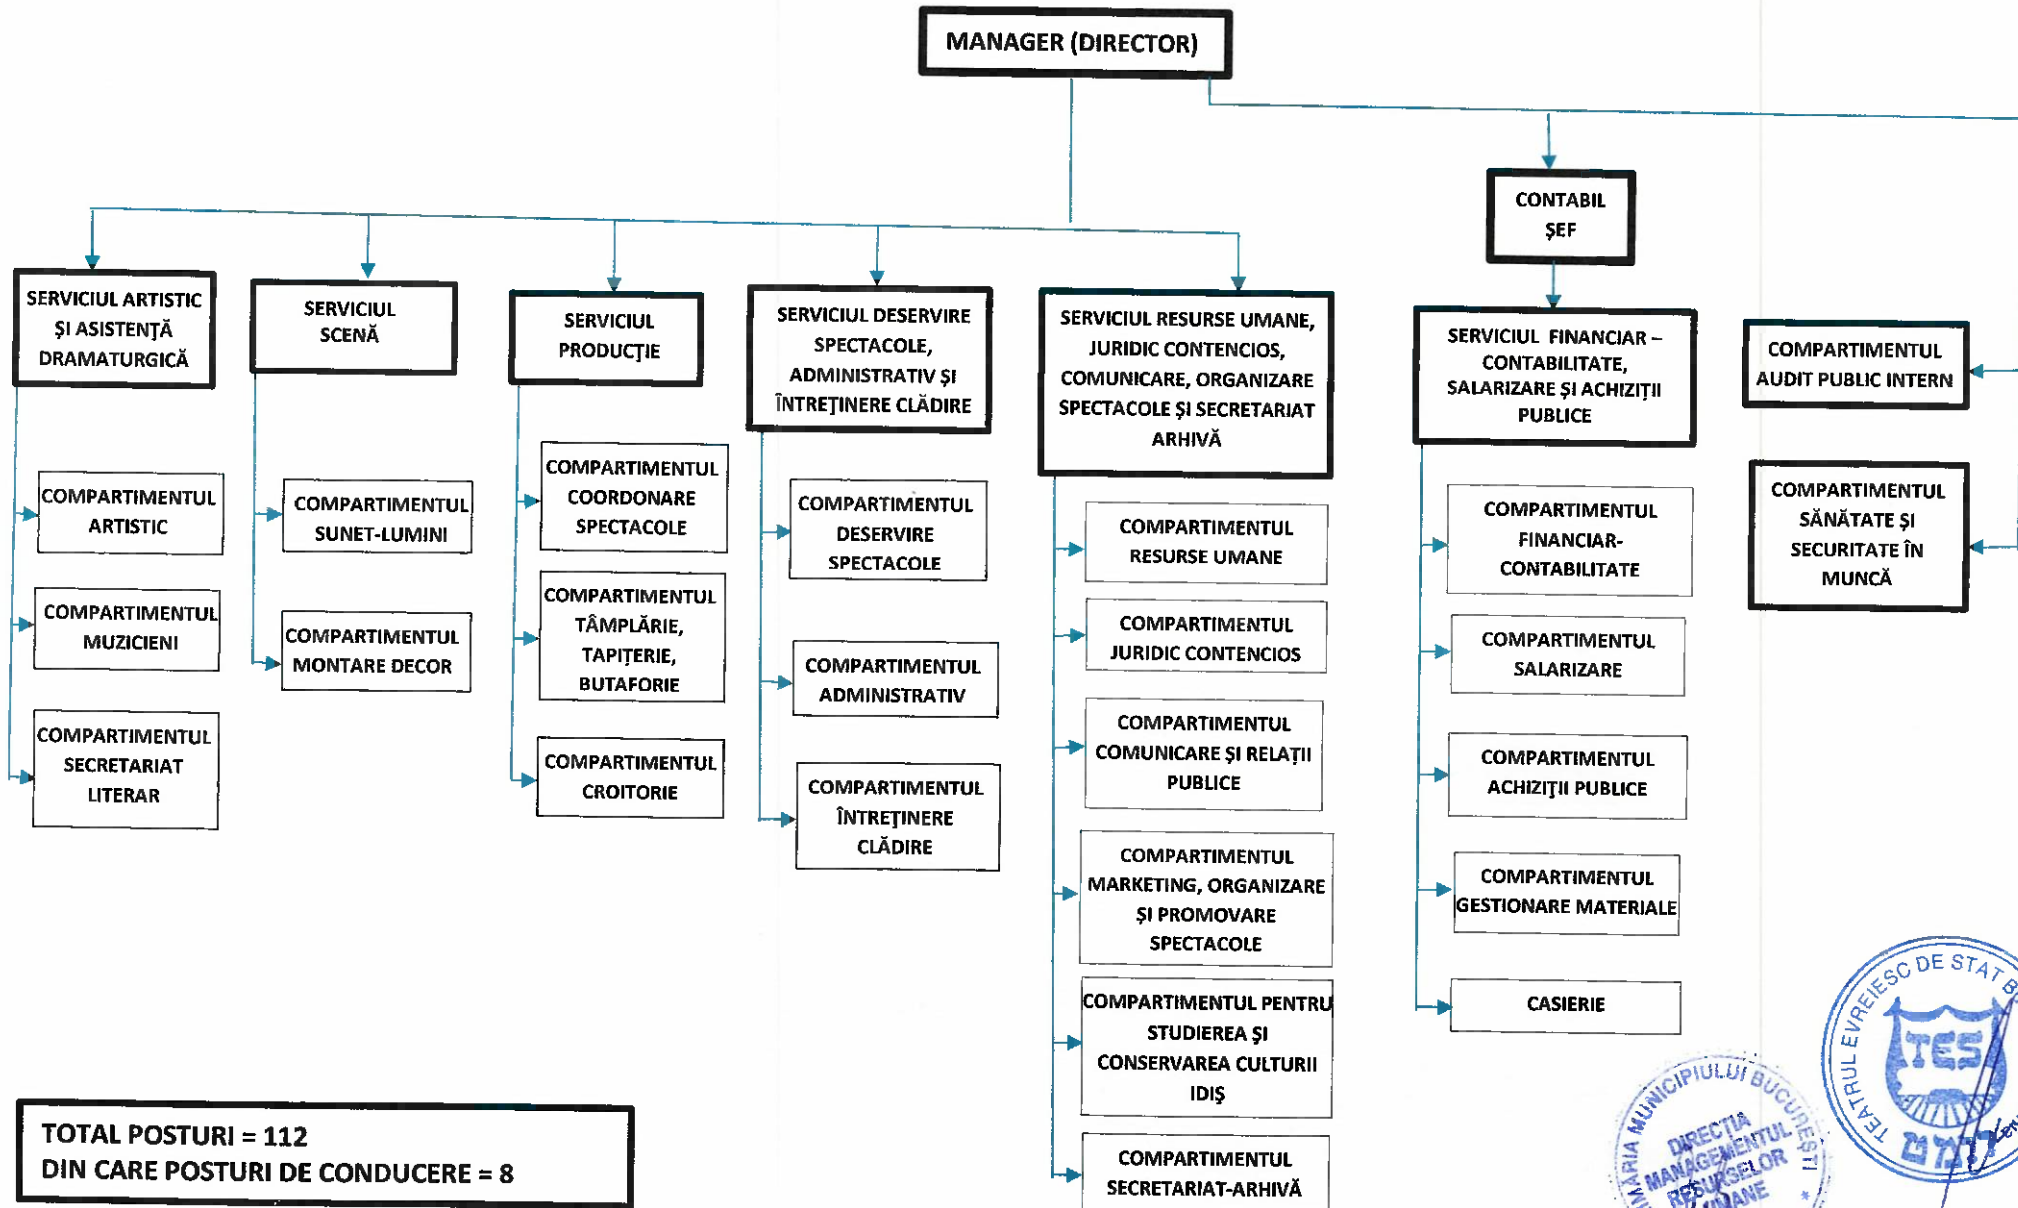 MANAGER (DIRECTOR)
CONTABIL
ŞEF
SERVICIUL ARTISTIC
ŞI ASISTENŢĂ
DRAMATURGICĂ
COMPARTIMENTUL
ARTISTIC
COMPARTIMENTUL
MUZICIENI
COMPARTIMENTUL
SECRETARIAT
LITERAR
SERVICIUL
SCENĂ
COMPARTIMENTUL
SUNET-LUMINI
COMPARTIMENTUL
MONTARE DECOR
SERVICIUL
PRODUCŢIE
COMPARTIMENTUL
COORDONARE
SPECTACOLE
COMPARTIMENTUL
TÂMPLĂRIE,
TAPIŢERIE,
BUTAFORIE
COMPARTIMENTUL
CROITORIE
SERVICIUL DESERVIRE
SPECTACOLE,
ADMINISTRATIV ŞI
ÎNTREŢINERE CLĂDIRE
COMPARTIMENTUL
DESERVIRE
SPECTACOLE
COMPARTIMENTUL
ADMINISTRATIV
COMPARTIMENTUL
ÎNTREŢINERE
CLĂDIRE
SERVICIUL RESURSE UMANE,
JURIDIC CONTENCIOS,
COMUNICARE, ORGANIZARE
SPECTACOLE ŞI SECRETARIAT
ARHIVĂ
COMPARTIMENTUL
RESURSE UMANE
COMPARTIMENTUL
JURIDIC CONTENCIOS
COMPARTIMENTUL
COMUNICARE ŞI RELAŢII
PUBLICE
COMPARTIMENTUL
MARKETING, ORGANIZARE
ŞI PROMOVARE
SPECTACOLE
COMPARTIMENTUL PENTRU
STUDIEREA ŞI
CONSERVAREA CULTURII
IDIŞ
COMPARTIMENTUL
SECRETARIAT-ARHIVĂ
SERVICIUL FINANCIAR –
CONTABILITATE,
SALARIZARE ŞI ACHIZIŢII
PUBLICE
COMPARTIMENTUL
FINANCIAR-
CONTABILITATE
COMPARTIMENTUL
SALARIZARE
COMPARTIMENTUL
ACHIZIŢII PUBLICE
COMPARTIMENTUL
GESTIONARE MATERIALE
CASIERIE
COMPARTIMENTUL
AUDIT PUBLIC INTERN
COMPARTIMENTUL
SĂNĂTATE ŞI
SECURITATE ÎN
MUNCĂ
TOTAL POSTURI = 112
DIN CARE POSTURI DE CONDUCERE = 8
MUNICIPIULUI BUCUREŞTI
DIRECŢIA
MANAGEMENTUL
RESURSELOR
UMANE
TEATRUL EVREIESC DE STAT
TES